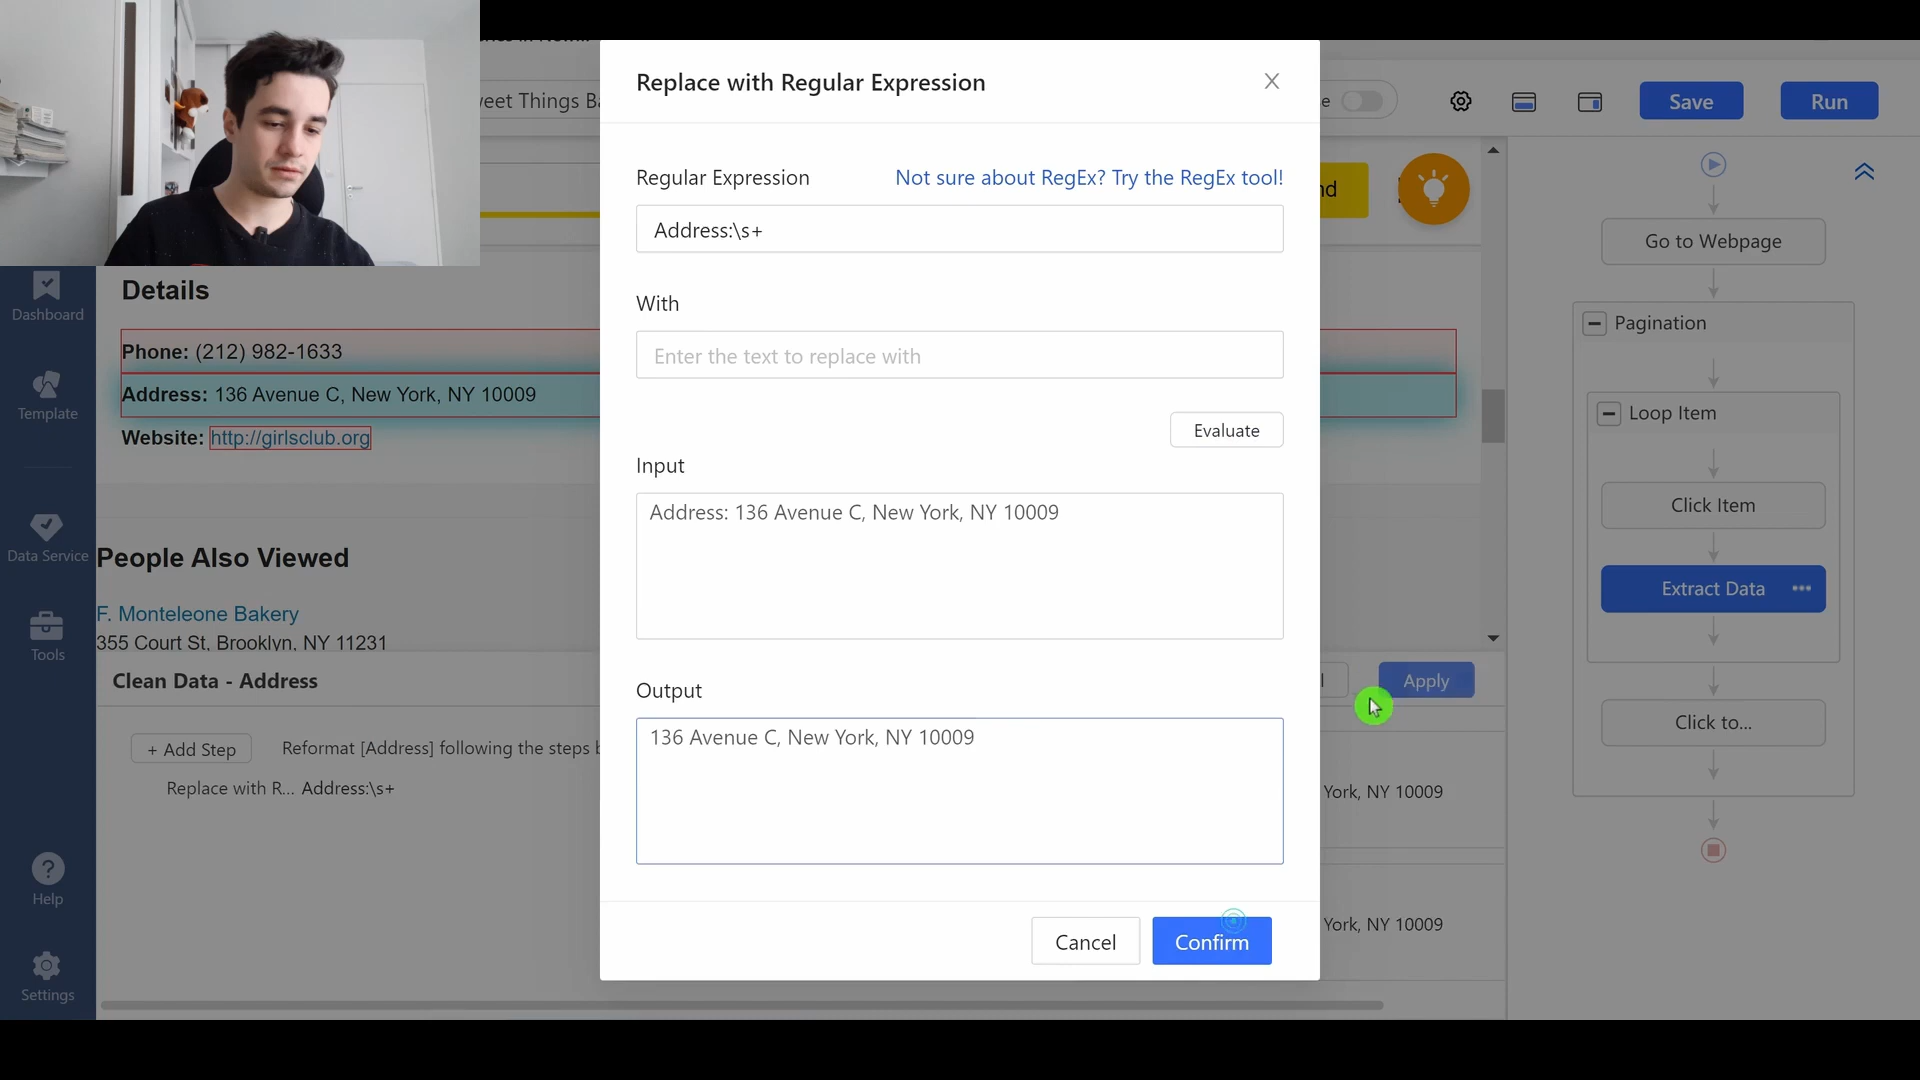 Replace with Regular Expression
weet Things Ba
e
Save
Run
Regular Expression
Not sure about RegEx? Try the RegEx tool!
Address:\s+
nd
With
Enter the text to replace with
Evaluate
Input
Address: 136 Avenue C, New York, NY 10009
Output
136 Avenue C, New York, NY 10009
Cancel
Confirm
Dashboard
Template
Data Service
Tools
Help
Settings
Details
Phone: (212) 982-1633
Address: 136 Avenue C, New York, NY 10009
Website: http://girlsclub.org
People Also Viewed
F. Monteleone Bakery
355 Court St, Brooklyn, NY 11231
Clean Data - Address
l
Apply
+ Add Step
Reformat [Address] following the steps b
Replace with R... Address:\s+
York, NY 10009
York, NY 10009
Go to Webpage
Pagination
Loop Item
Click Item
Extract Data
Click to...